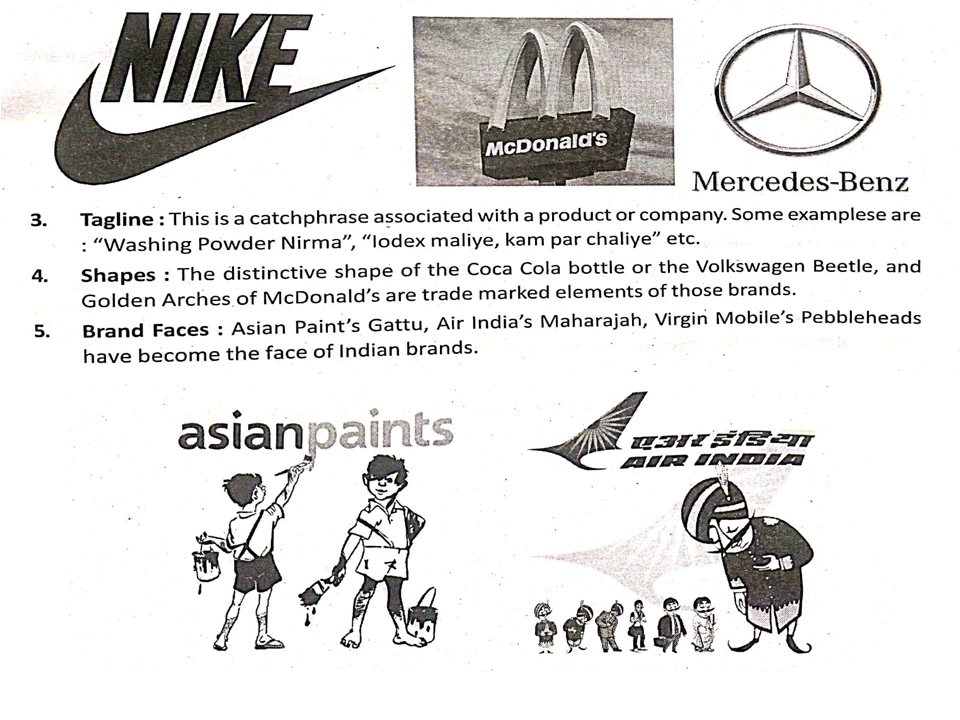 NIKE
McDonald's
Mercedes-Benz
3. Tagline : This is a catchphrase associated with a product or company. Some examplese are
: “Washing Powder Nirma”, “Iodex maliye, kam par chaliye” etc.
4. Shapes : The distinctive shape of the Coca Cola bottle or the Volkswagen Beetle, and
Golden Arches of McDonald's are trade marked elements of those brands.
5. Brand Faces : Asian Paint's Gattu, Air India's Maharajah, Virgin Mobile's Pebbleheads
have become the face of Indian brands.
asianpaints
एअर इंडिया
AIR INDIA